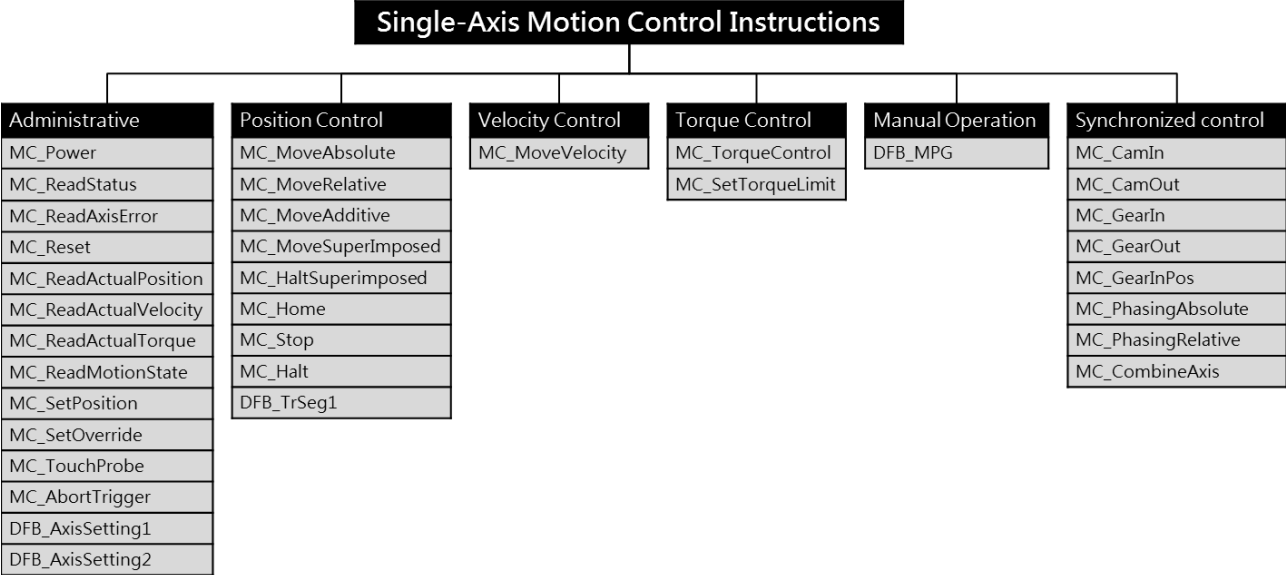 Single-Axis Motion Control Instructions
Administrative
MC_Power
MC_ReadStatus
MC_ReadAxisError
MC_Reset
MC_ReadActualPosition
MC_ReadActualVelocity
MC_ReadActualTorque
MC_ReadMotionState
MC_SetPosition
MC_SetOverride
MC_TouchProbe
MC_AbortTrigger
DFB_AxisSetting1
DFB_AxisSetting2
Position Control
MC_MoveAbsolute
MC_MoveRelative
MC_MoveAdditive
MC_MoveSuperImposed
MC_HaltSuperimposed
MC_Home
MC_Stop
MC_Halt
DFB_TrSeg1
Velocity Control
MC_MoveVelocity
Torque Control
MC_TorqueControl
MC_SetTorqueLimit
Manual Operation
DFB_MPG
Synchronized control
MC_CamIn
MC_CamOut
MC_GearIn
MC_GearOut
MC_GearInPos
MC_PhasingAbsolute
MC_PhasingRelative
MC_CombineAxis